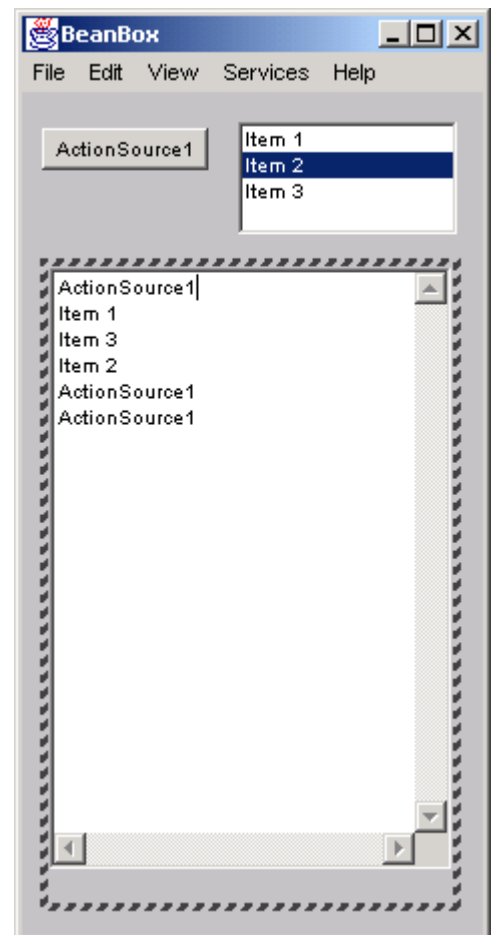 BeanBox
File Edit View Services Help
ActionSource1
Item 1
Item 2
Item 3
ActionSource1
Item 1
Item 3
Item 2
ActionSource1
ActionSource1